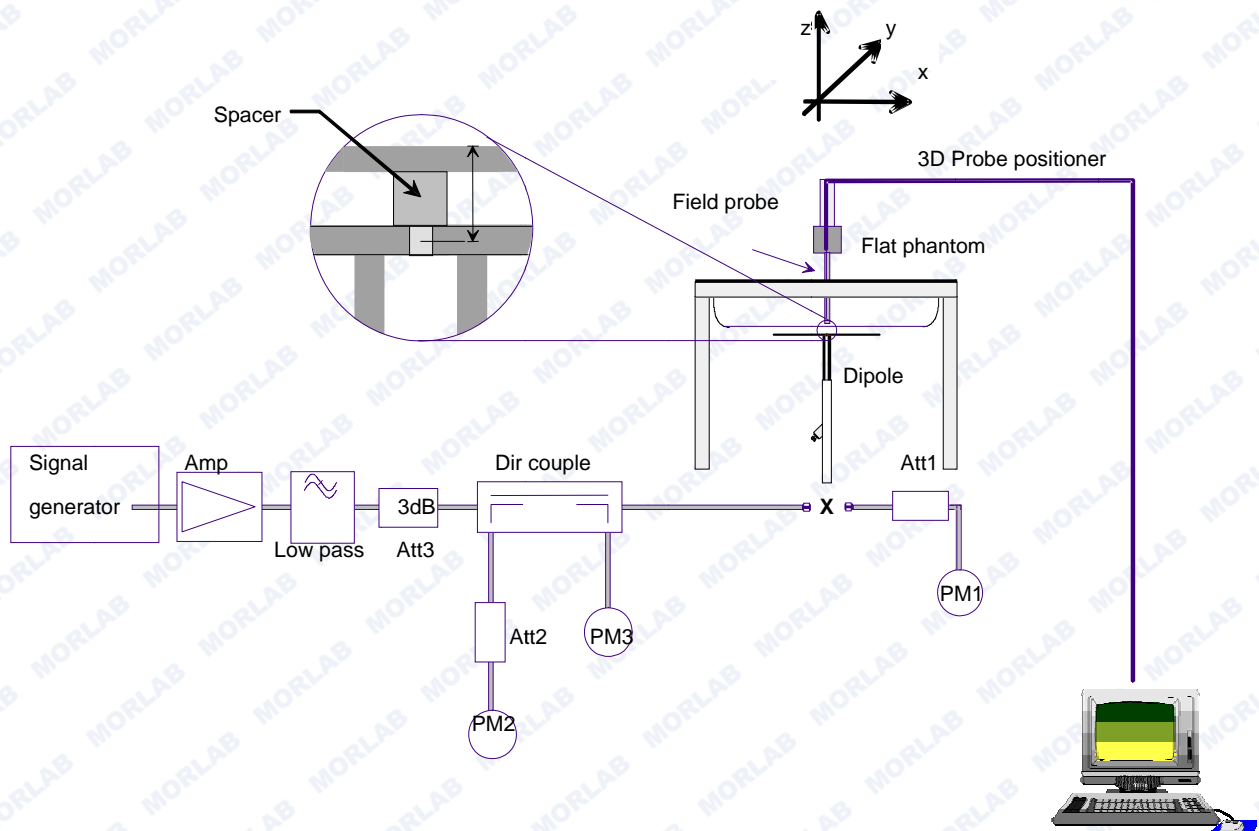 z
y
x
Spacer
3D Probe positioner
Field probe
Flat phantom
Dipole
Signal
generator
Amp
Low pass
3dB
Att3
Dir couple
Att1
X
PM1
Att2
PM3
PM2
MORLAB